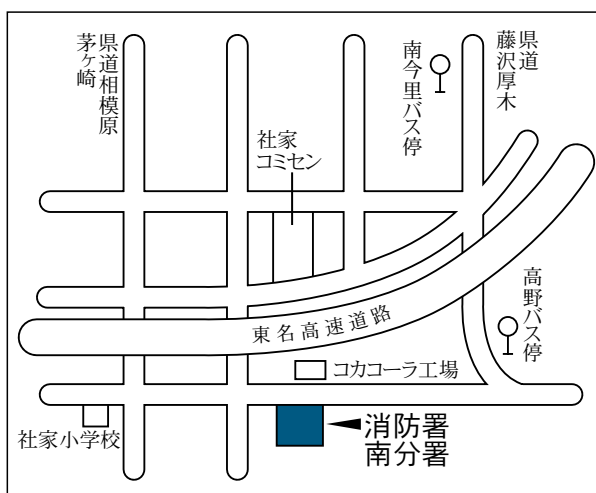 県道相模原
茅ヶ崎
南今里バス停
県道
藤沢厚木
社家
コミセン
東名高速道路
高野バス停
コカコーラ工場
社家小学校
消防署
南分署